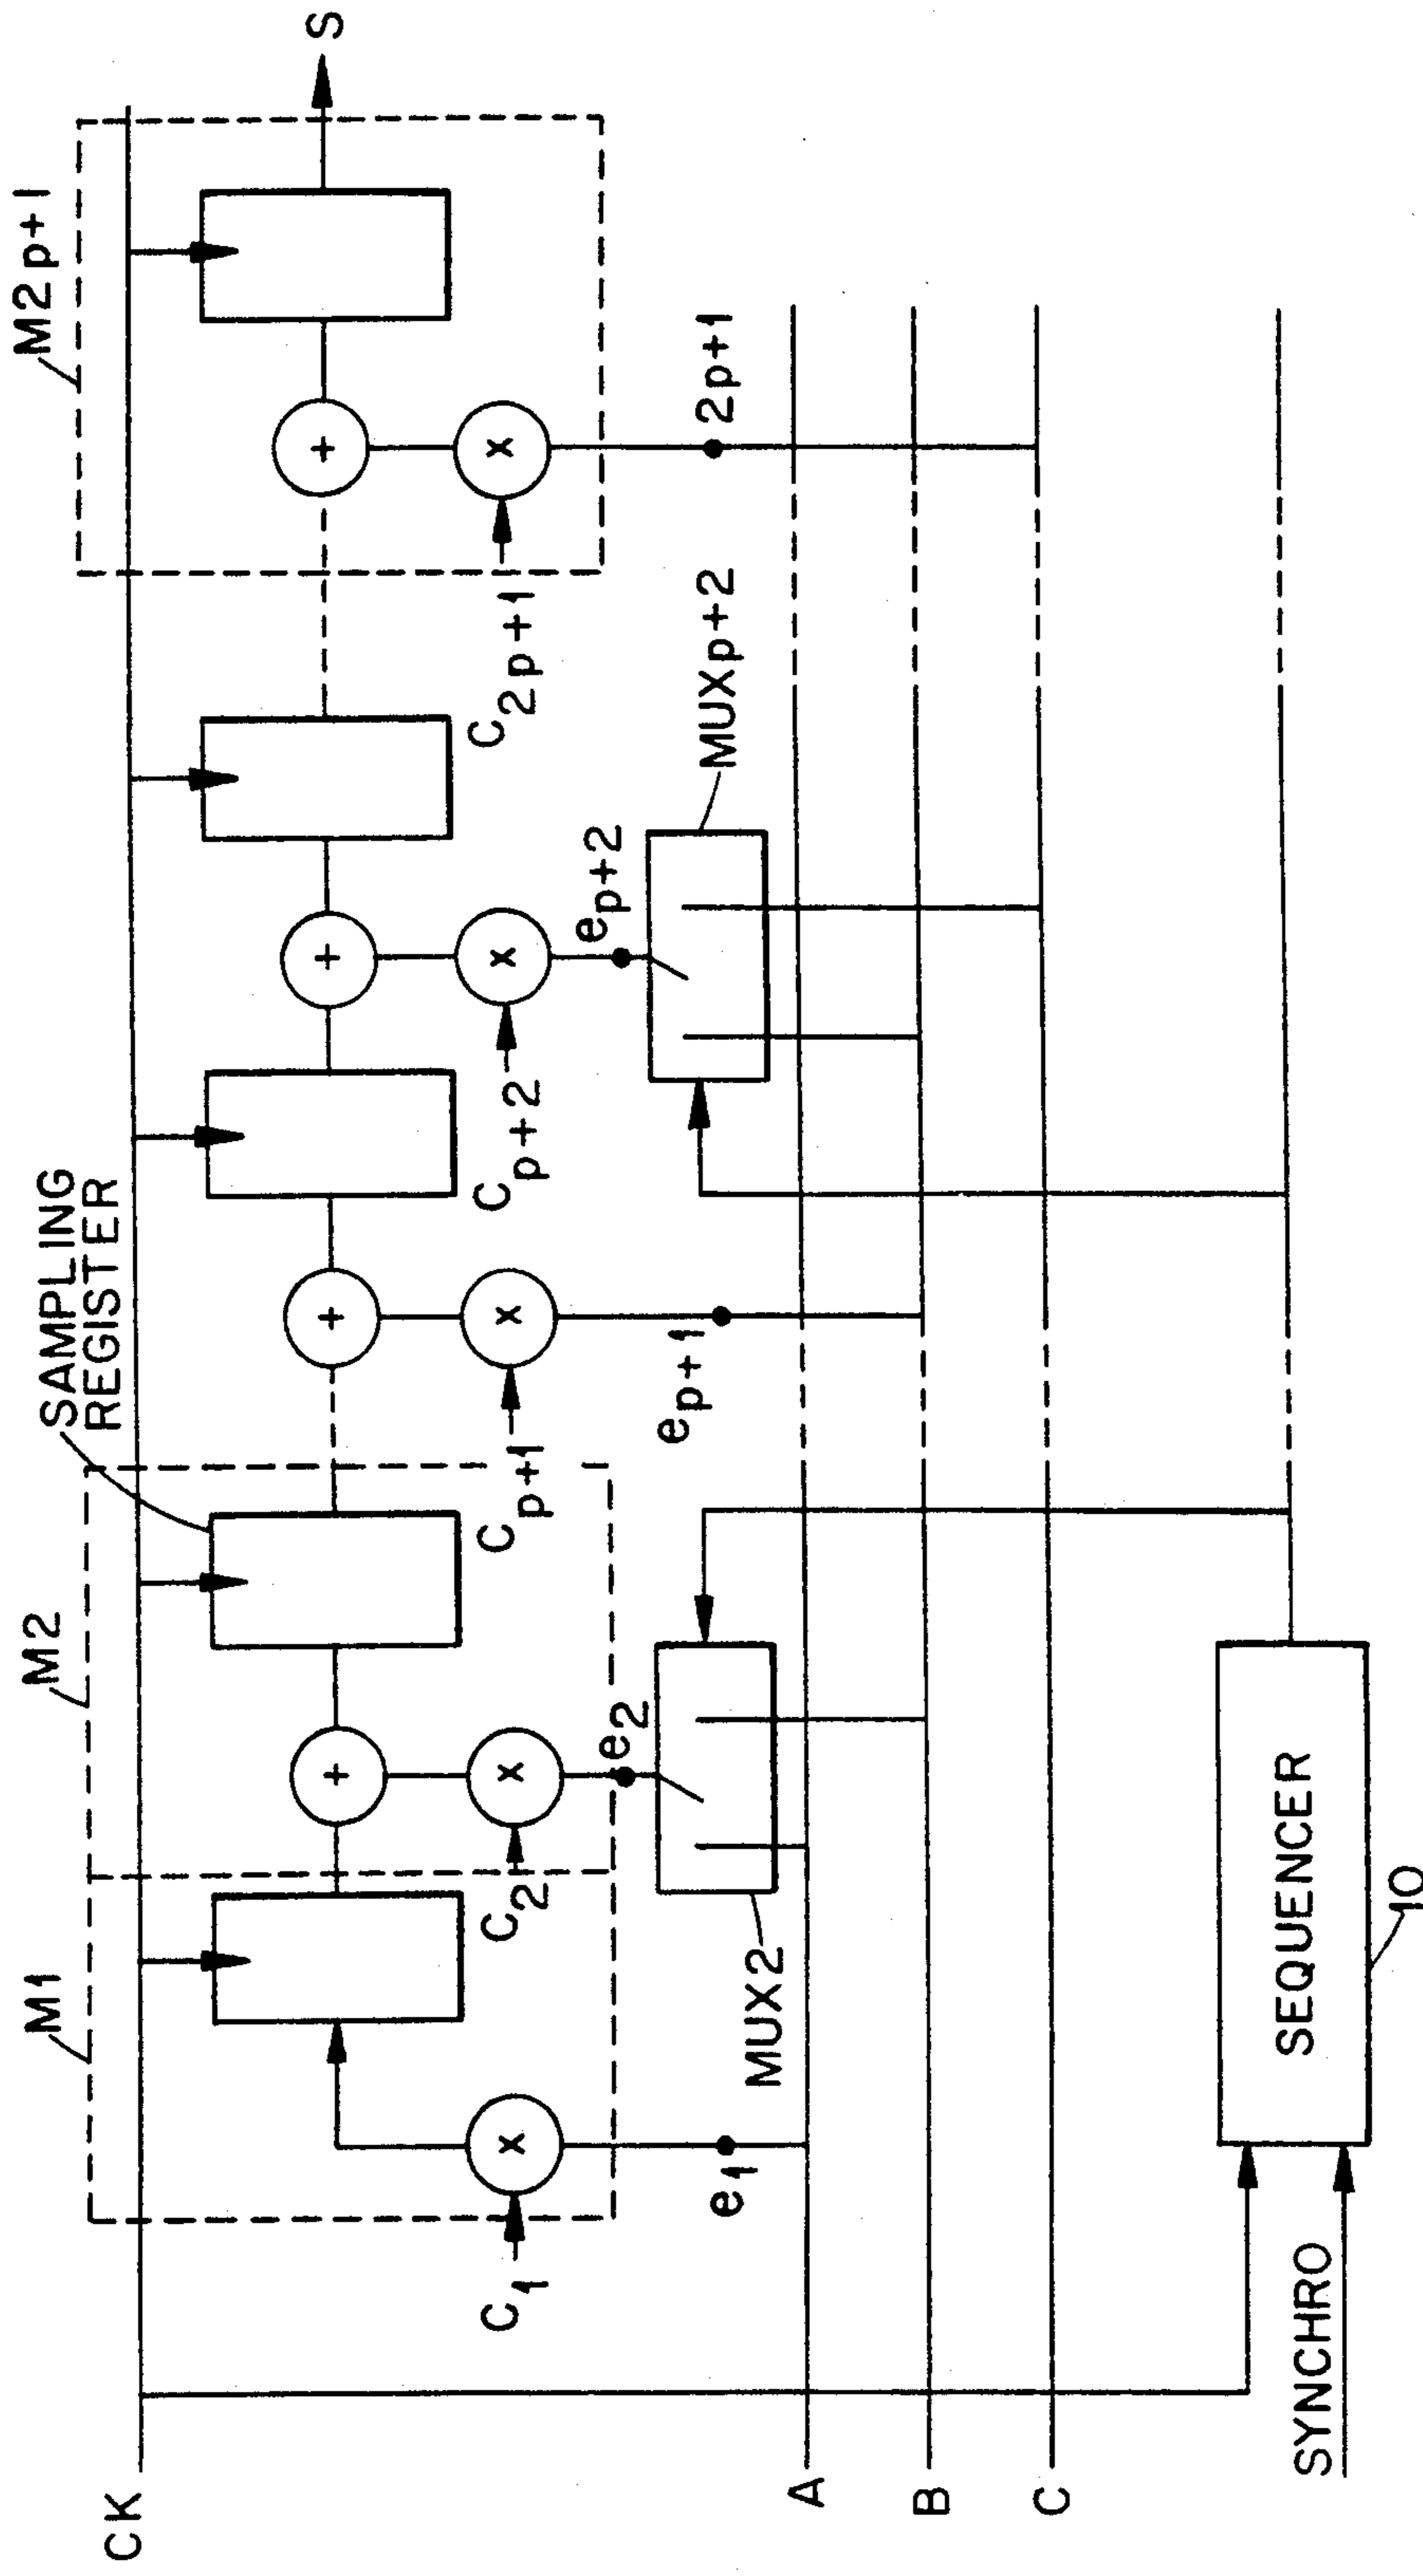 CK
M1
M2
SAMPLING
REGISTER
M2p+1
S
+
+
+
+
x
x
x
x
x
C1
C2
Cp+1
Cp+2
C2p+1
e1
e2
ep+1
ep+2
2p+1
MUX2
MUXp+2
A
B
C
SYNCHRO
SEQUENCER
10